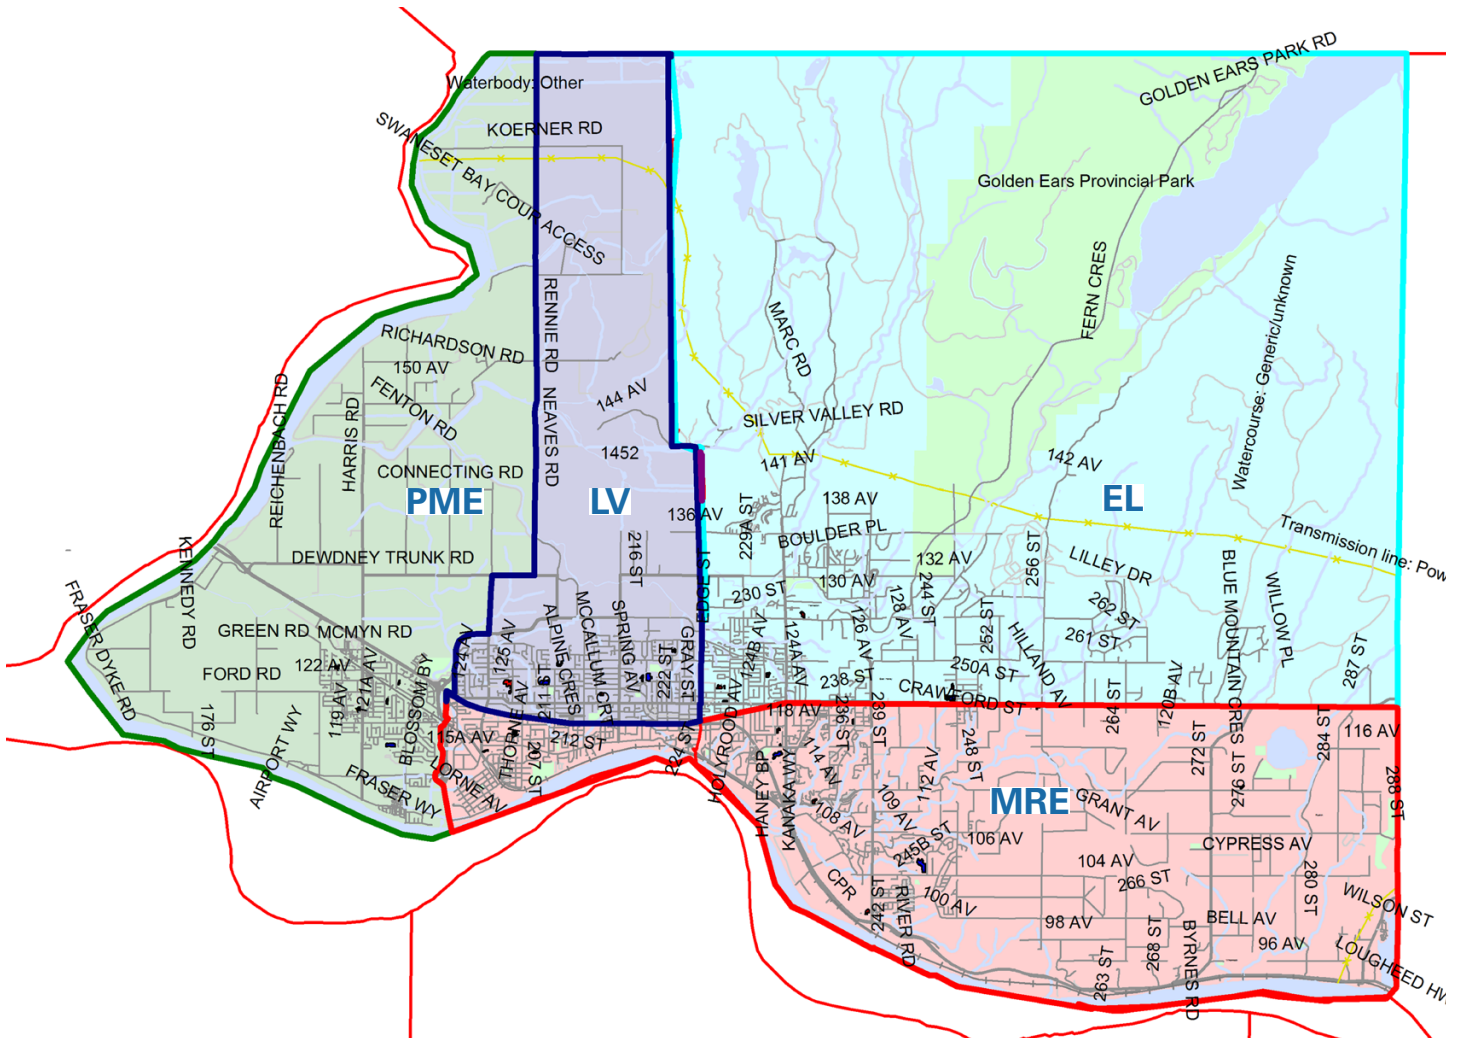 GOLDEN EARS PARK RD
Waterbody: Other
KOERNER RD
SWANESET BAY COUR ACCESS
Golden Ears Provincial Park
FERN CRES
RENNIE RD
MARC RD
RICHARDSON RD
150 AV
FENTON RD
144 AV
SILVER VALLEY RD
Watercourse: Generic/unknown
REICHENBACH RD
HARRIS RD
NEAVES RD
1452
141 AV
142 AV
CONNECTING RD
PME
LV
EL
138 AV
136 AV
229A ST
BOULDER PL
Transmission line: Pow
KENNEDY RD
DEWDNEY TRUNK RD
216 ST
EDGE ST
132 AV
256 ST
LILLEY DR
BLUE MOUNTAIN CRES
WILLOW PL
FRASER DYKE RD
230 ST
130 AV
128 AV
244 ST
262 ST
GREEN RD
MCMYN RD
124 AV
125 AV
ALPINE CRES
MCCALLUM CRT
SPRING AV
GRAY ST
222 ST
124B AV
124A AV
126 AV
252 ST
HILLAND AV
261 ST
287 ST
FORD RD
122 AV
121A AV
119 AV
BLOSSOM BY
238 ST
250A ST
CRAWFORD ST
264 ST
120B AV
176 ST
AIRPORT WY
THORNE AV
HOLYROOD AV
118 AV
239 ST
115A AV
207 ST
212 ST
224 ST
114 AV
248 ST
272 ST
276 ST
284 ST
116 AV
FRASER WY
LORNE AV
HANEY BP
KANAKA WY
112 AV
MRE
GRANT AV
288 ST
108 AV
109 AV
245B ST
106 AV
CYPRESS AV
104 AV
266 ST
280 ST
CPR
242 ST
RIVER RD
100 AV
98 AV
268 ST
BYRNES RD
BELL AV
WILSON ST
96 AV
263 ST
LOUGHEED HW